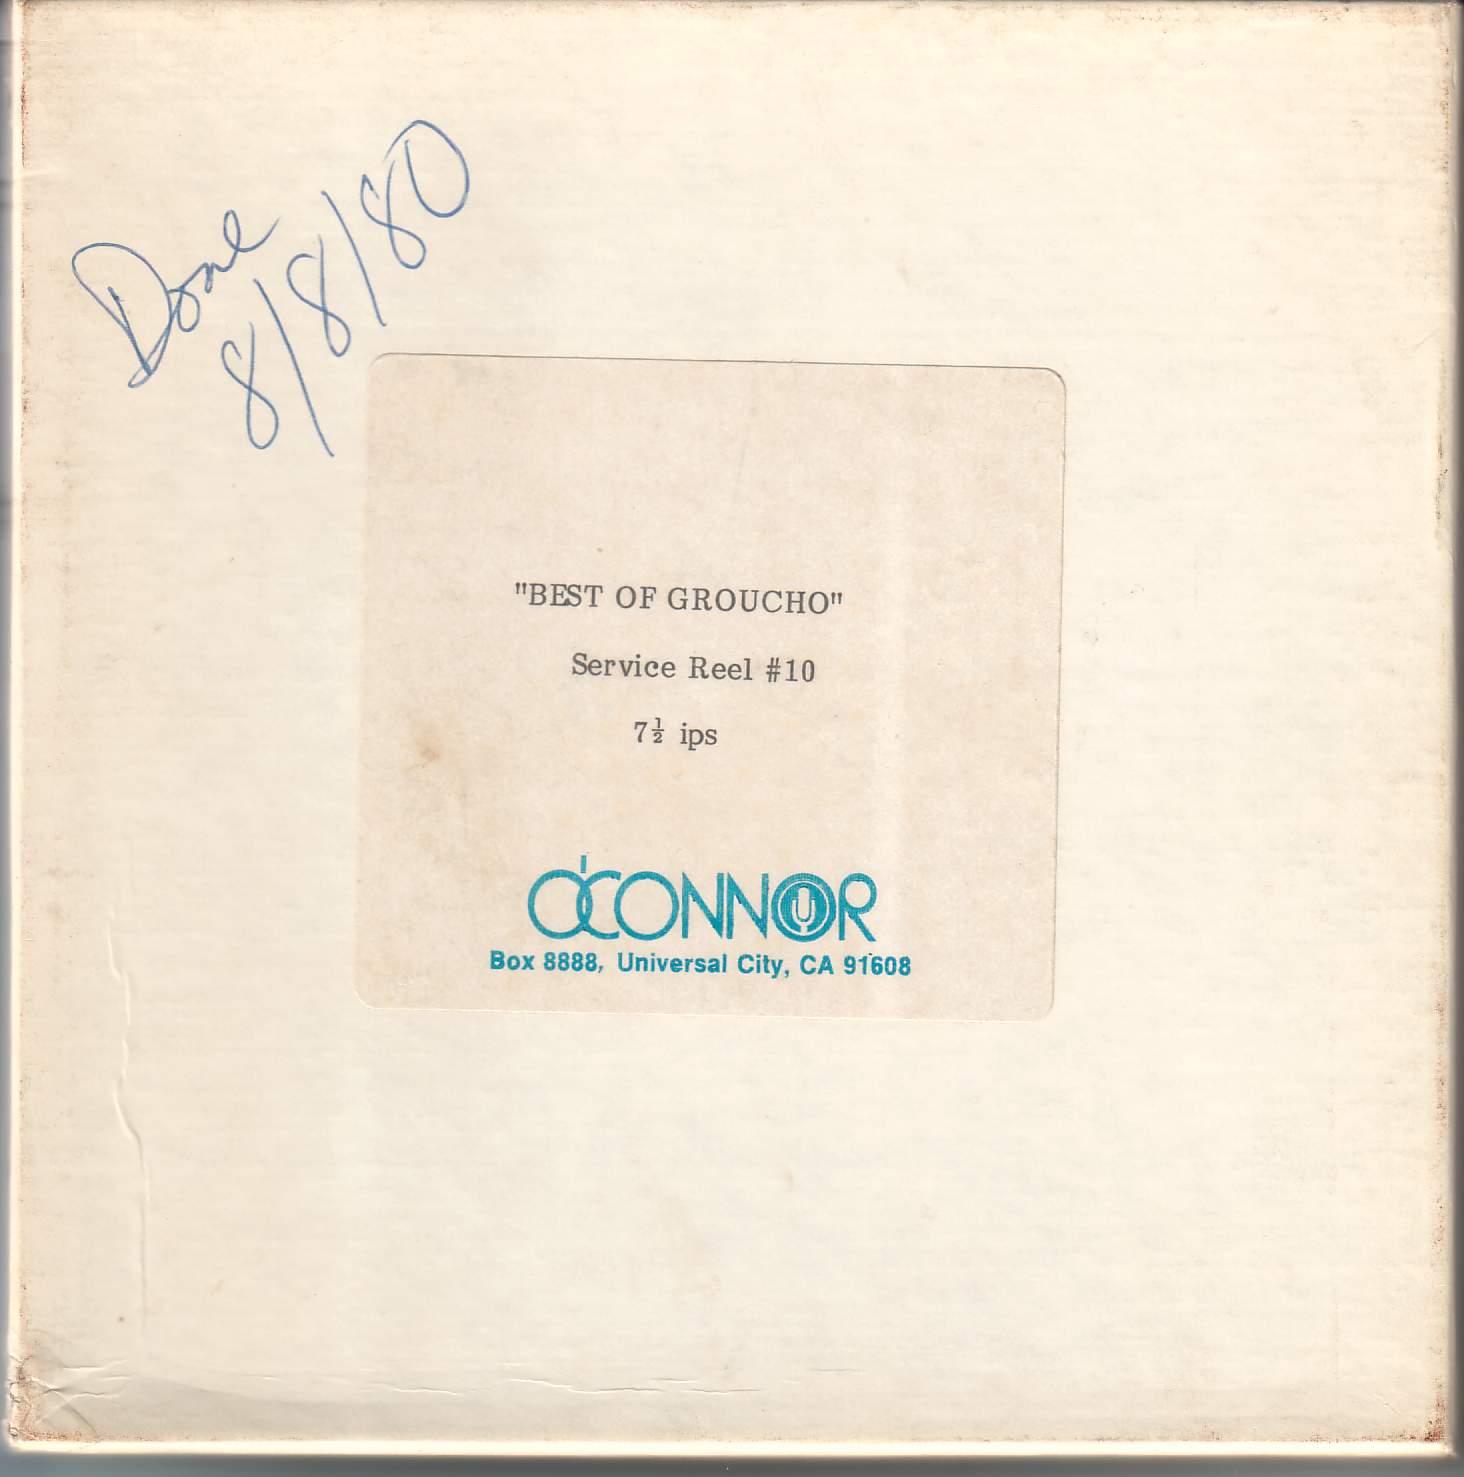 Done
8/8/80
"BEST OF GROUCHO"
Service Reel #10
7½ ips
O'CONNOR
Box 8888, Universal City, CA 91608